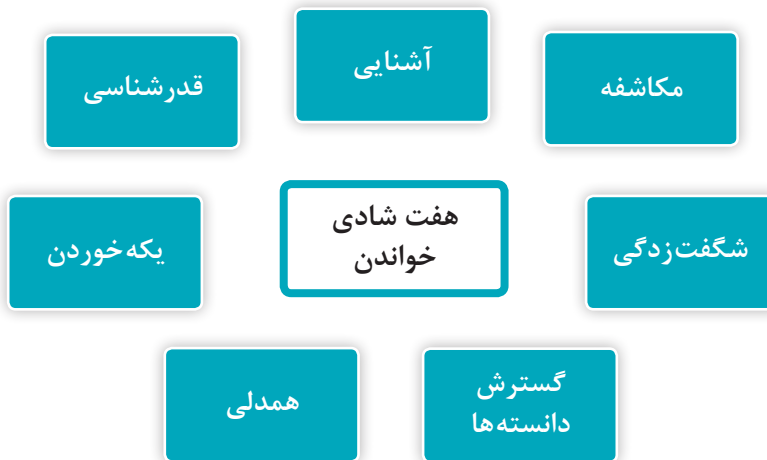 مکاشفه
آشنایی
قدرشناسی
شگفت‌زدگی
هفت شادی
خواندن
یکه‌خوردن
گسترش
دانسته‌ها
همدلی